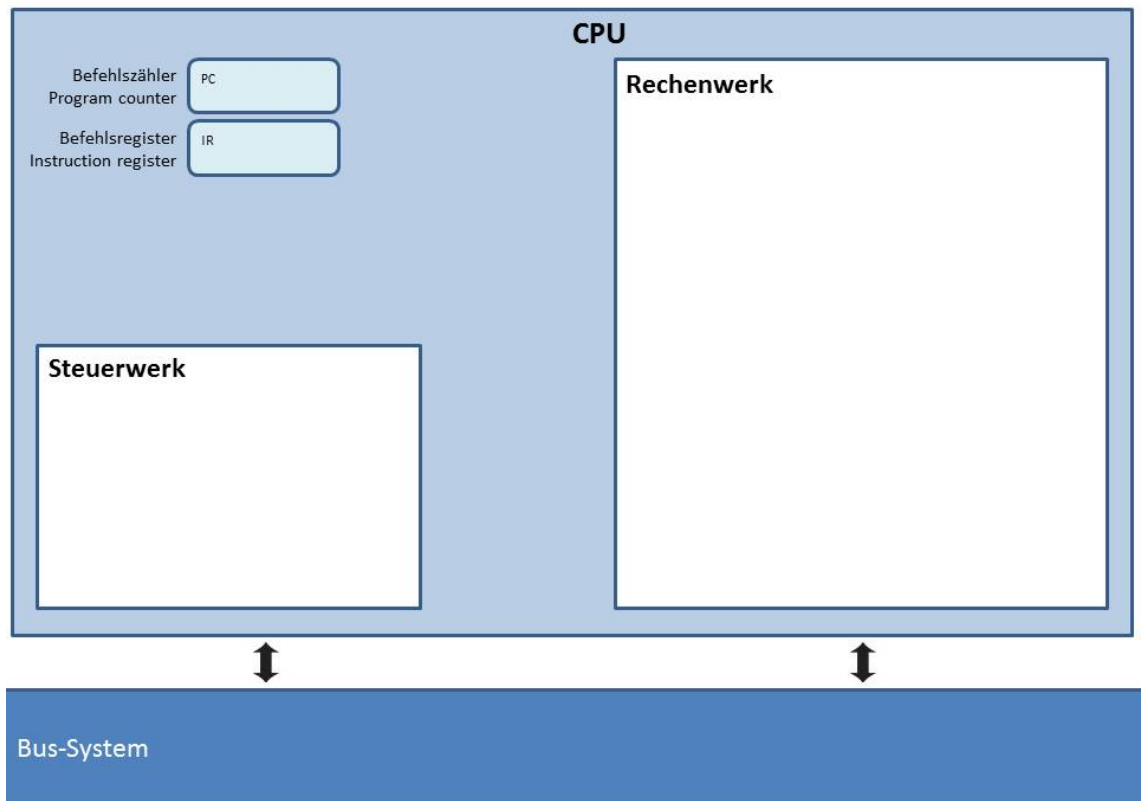 CPU
Befehlszähler
Program counter
PC
Befehlsregister
Instruction register
IR
Rechenwerk
Steuerwerk
Bus-System